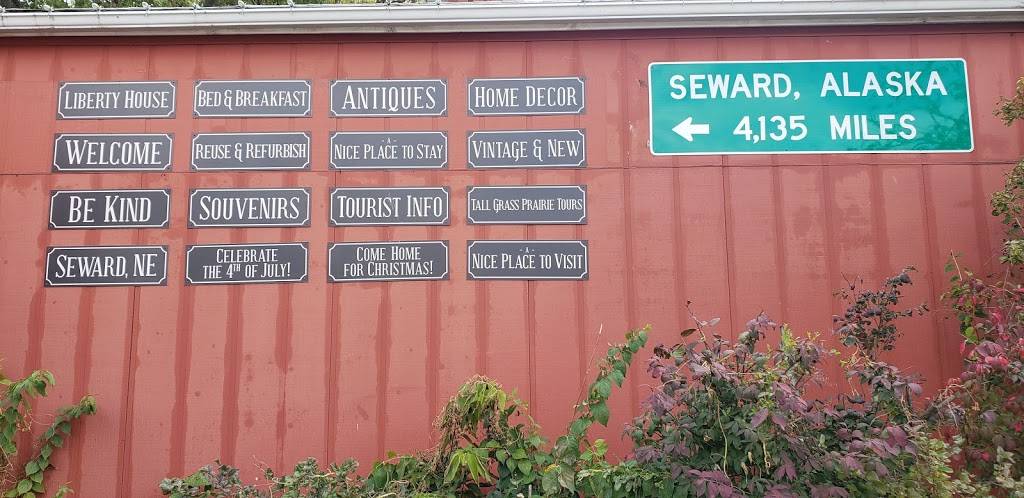 LIBERTY HOUSE
BED & BREAKFAST
ANTIQUES
HOME DECOR
WELCOME
REUSE & REFURBISH
-A-
NICE PLACE TO STAY
VINTAGE & NEW
BE KIND
SOUVENIRS
TOURIST INFO
TALL GRASS PRAIRIE TOURS
SEWARD, NE
CELEBRATE
THE 4TH OF JULY!
COME HOME
FOR CHRISTMAS!
-A-
NICE PLACE TO VISIT
SEWARD, ALASKA
← 4,135 MILES